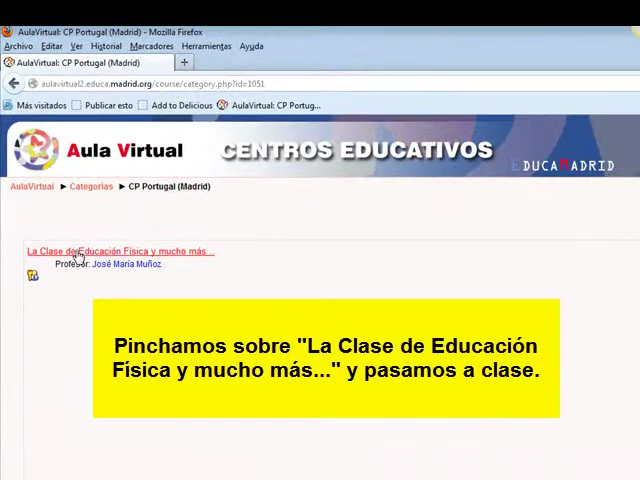 AulaVirtual: CP Portugal (Madrid) - Mozilla Firefox
Archivo Editar Ver Historial Marcadores Herramientas Ayuda
AulaVirtual: CP Portugal (Madrid) +
aulavirtual2.educa.madrid.org/course/category.php?id=1051
Más visitados Publicar esto Add to Delicious AulaVirtual: CP Portug...
Aula Virtual CENTROS EDUCATIVOS
EDUCAMADRID
AulaVirtual ► Categorías ► CP Portugal (Madrid)
La Clase de Educación Física y mucho más...
Profesor: José María Muñoz
Pinchamos sobre "La Clase de Educación
Física y mucho más..." y pasamos a clase.